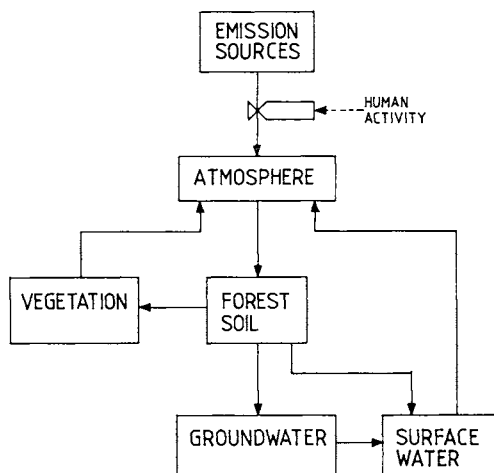 EMISSION
SOURCES
HUMAN
ACTIVITY
ATMOSPHERE
VEGETATION
FOREST
SOIL
GROUNDWATER
SURFACE
WATER